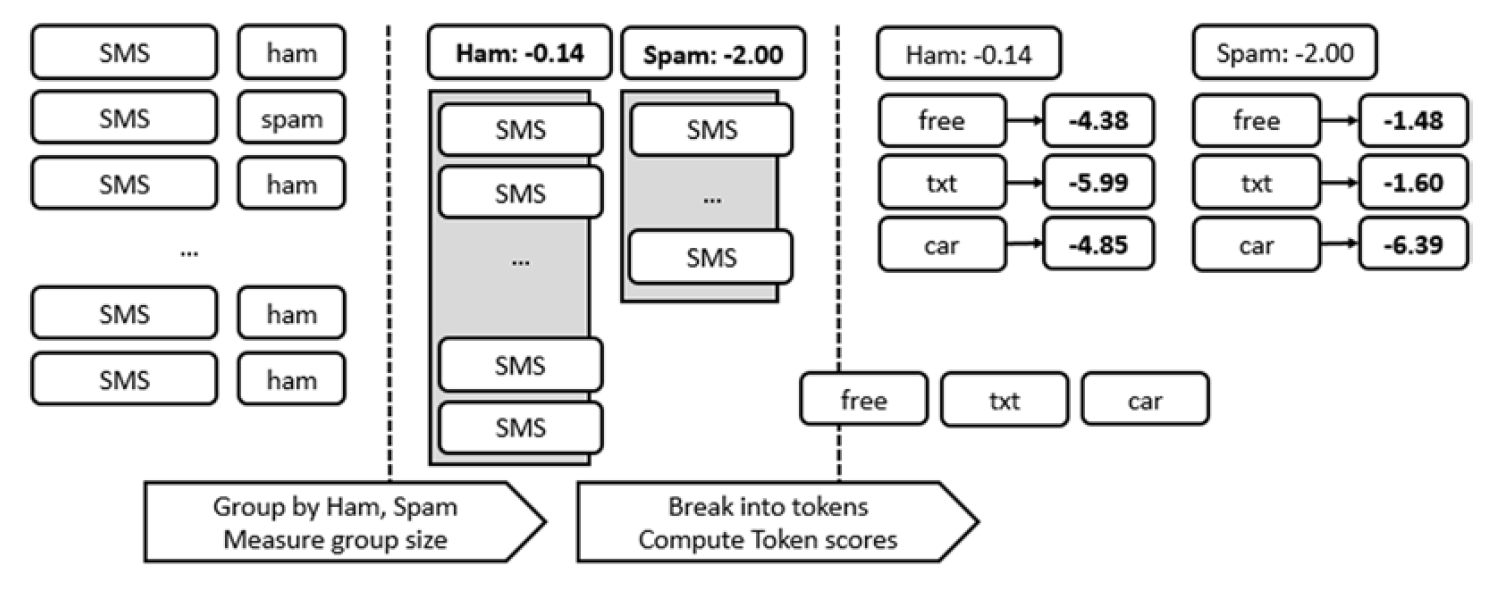 SMS ham
SMS spam
SMS ham
...
SMS ham
SMS ham
Ham: -0.14
SMS
SMS
...
SMS
SMS
Spam: -2.00
SMS
...
SMS
Ham: -0.14
free -4.38
txt -5.99
car -4.85
Spam: -2.00
free -1.48
txt -1.60
car -6.39
free txt car
Group by Ham, Spam
Measure group size
Break into tokens
Compute Token scores